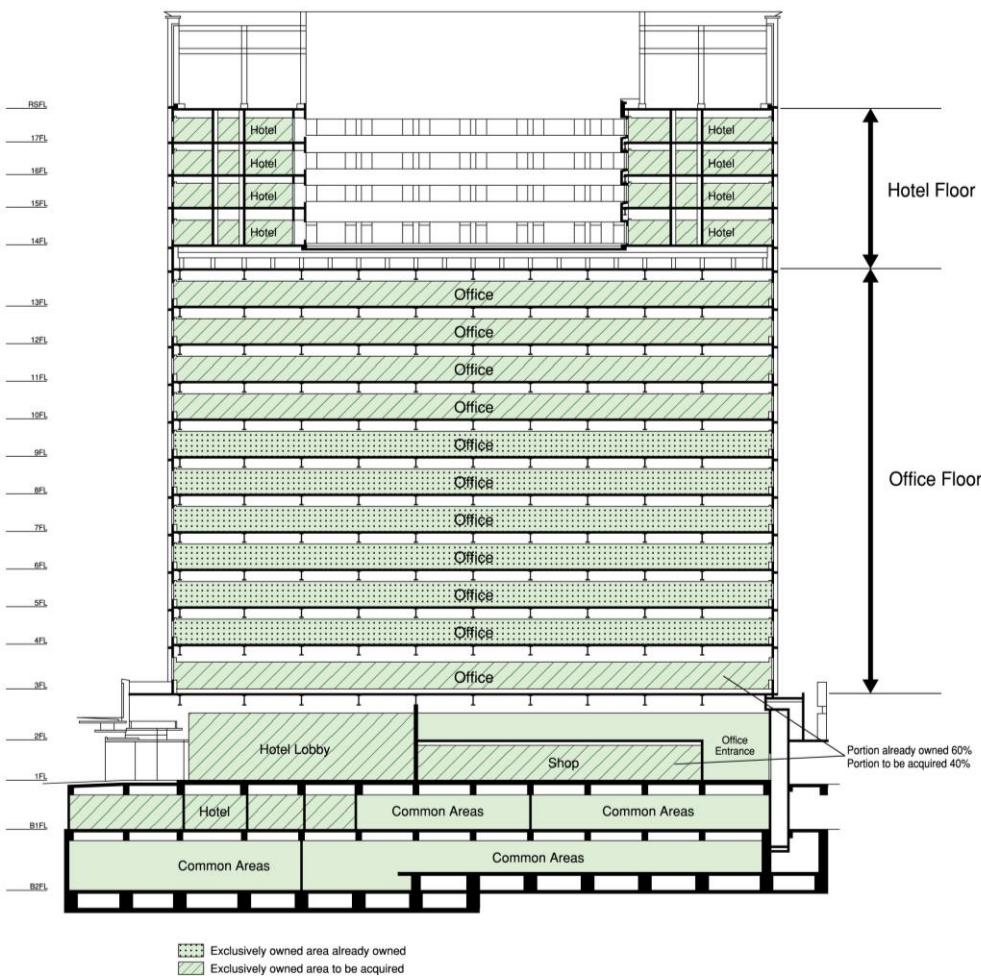 RSFL
Hotel Hotel
17FL
Hotel Hotel
16FL
Hotel Hotel
Hotel Floor
15FL
Hotel Hotel
14FL
Office
13FL
Office
12FL
Office
11FL
Office
10FL
Office
9FL
Office
Office Floor
8FL
Office
7FL
Office
6FL
Office
5FL
Office
4FL
Office
3FL
2FL
Hotel Lobby
Office
Entrance
Shop
Portion already owned 60%
Portion to be acquired 40%
1FL
Hotel
Common Areas
Common Areas
B1FL
Common Areas
Common Areas
B2FL
Exclusively owned area already owned
Exclusively owned area to be acquired